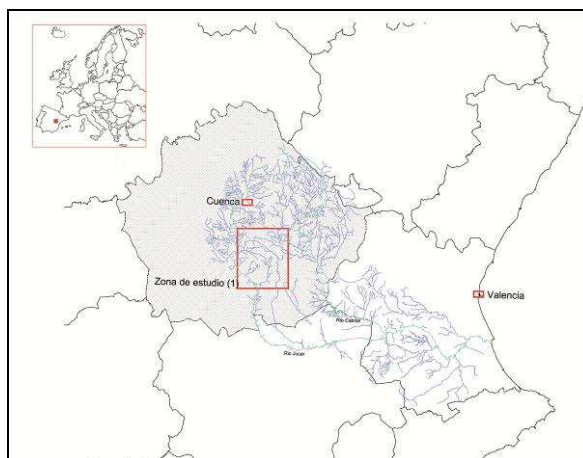 Cuenca
Zona de estudio (1)
Valencia
Río Cabriel
Río Júcar